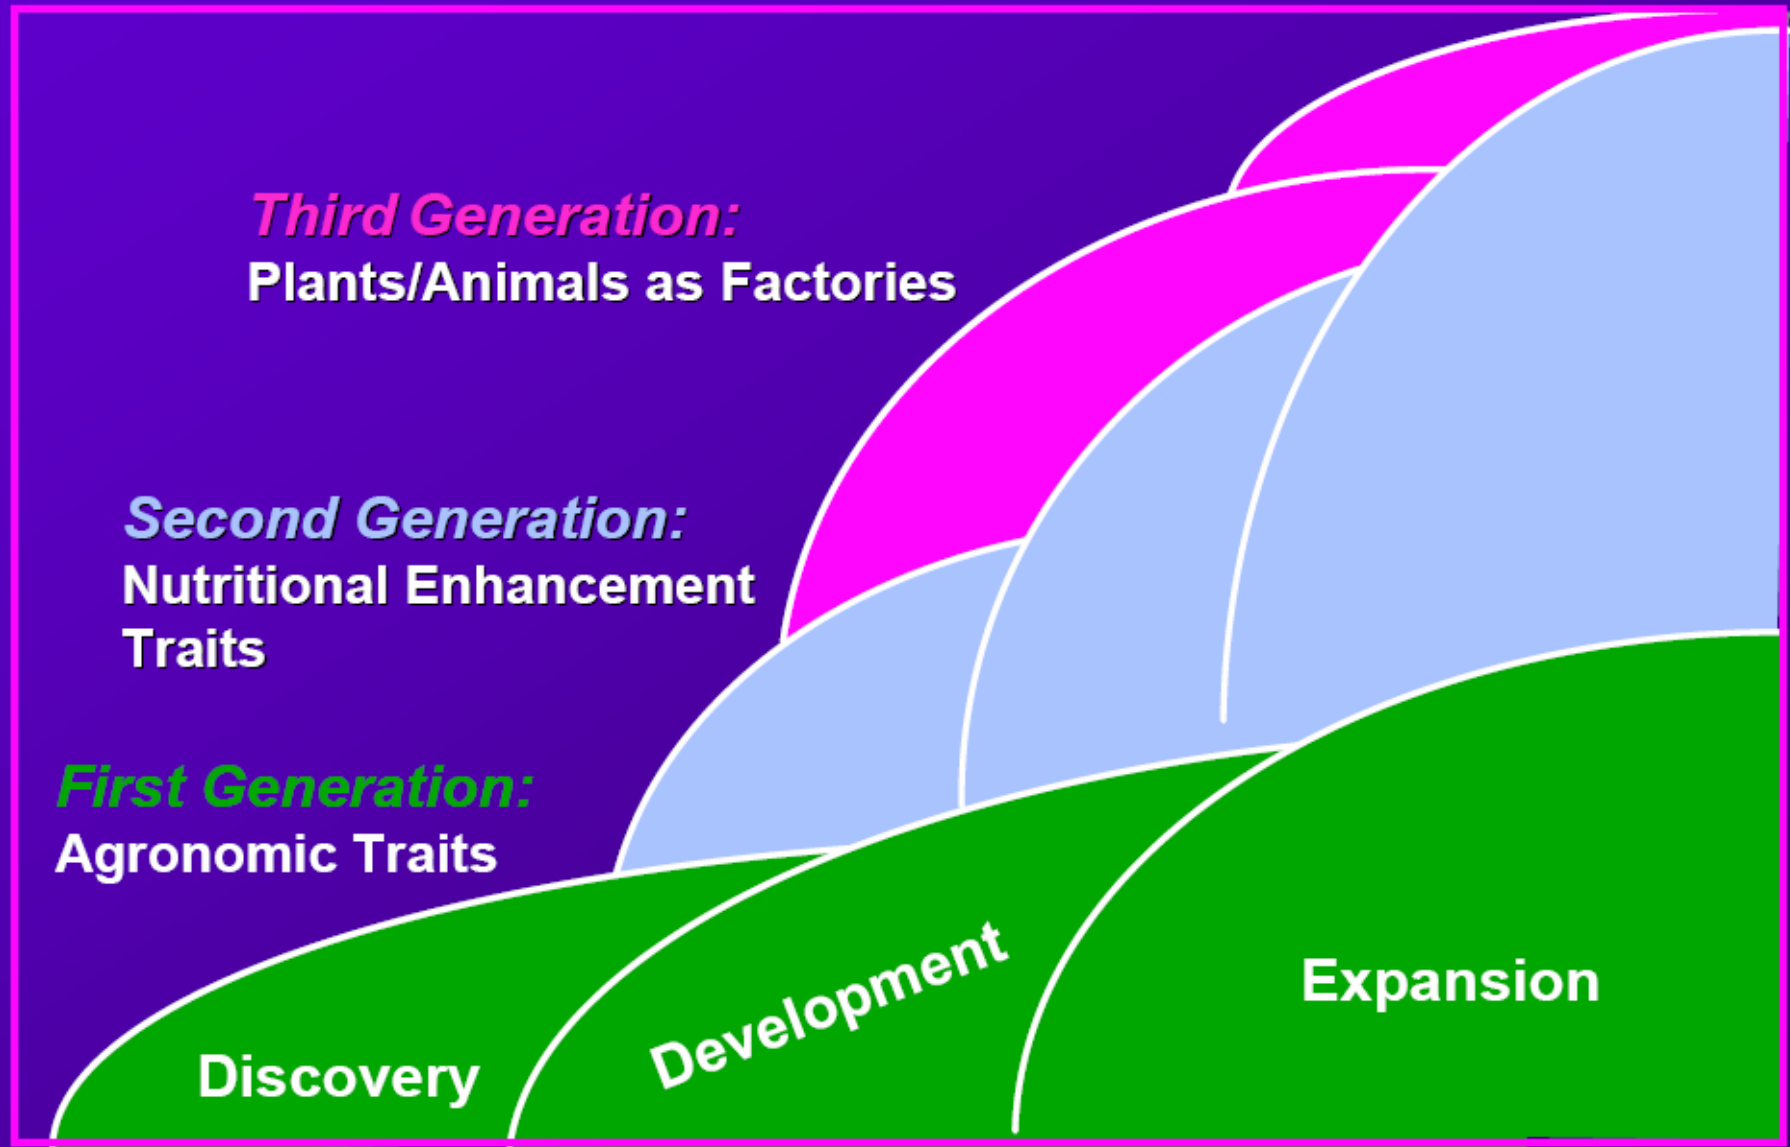 Third Generation:
Plants/Animals as Factories
Second Generation:
Nutritional Enhancement
Traits
First Generation:
Agronomic Traits
Discovery
Development
Expansion